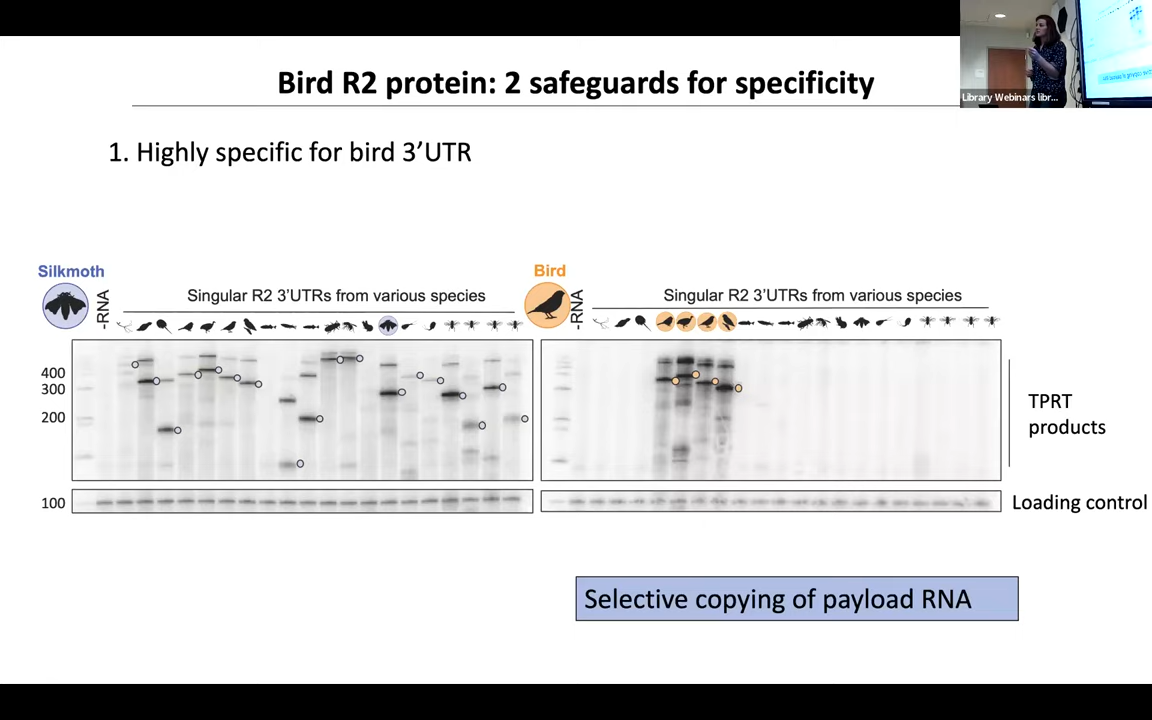 Bird R2 protein: 2 safeguards for specificity
Library Webinars libr...
1. Highly specific for bird 3'UTR
Silkmoth
-RNA
Singular R2 3'UTRs from various species
Bird
-RNA
Singular R2 3'UTRs from various species
400
300
200
100
TPRT
products
Loading control
Selective copying of payload RNA